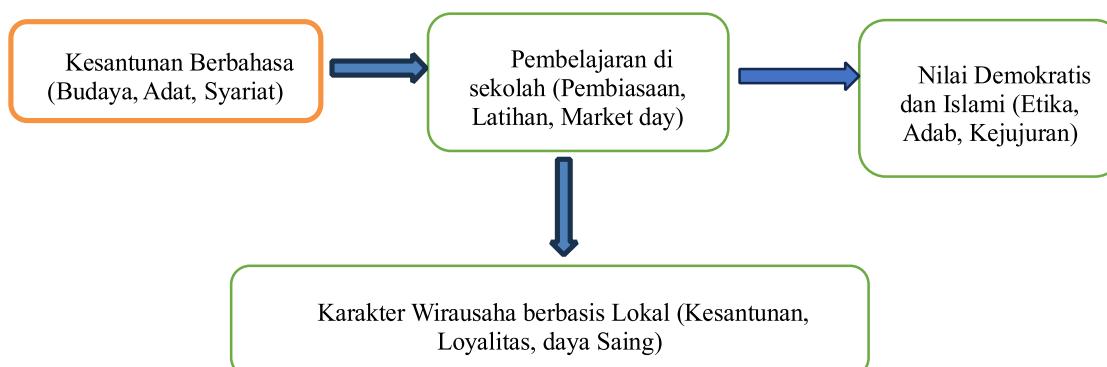 Kesantunan Berbahasa
(Budaya, Adat, Syariat)
Pembelajaran di
sekolah (Pembiasaan,
Latihan, Market day)
Nilai Demokratis
dan Islami (Etika,
Adab, Kejujuran)
Karakter Wirausaha berbasis Lokal (Kesantunan,
Loyalitas, daya Saing)